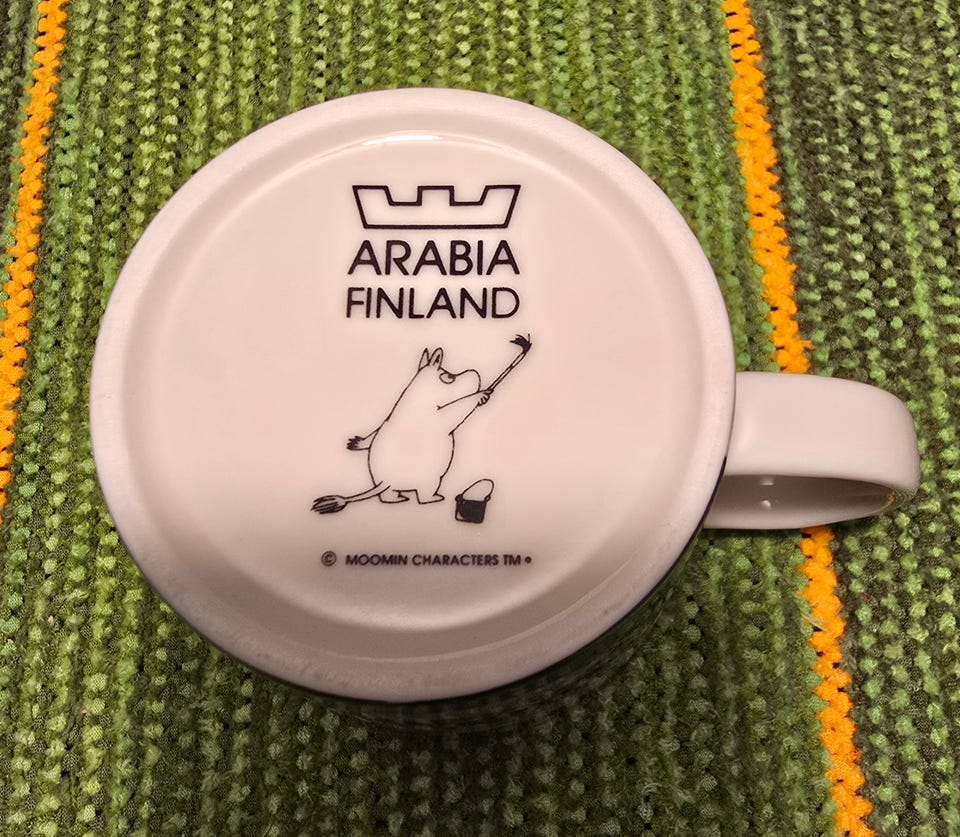 ARABIA
FINLAND
© MOOMIN CHARACTERS TM •